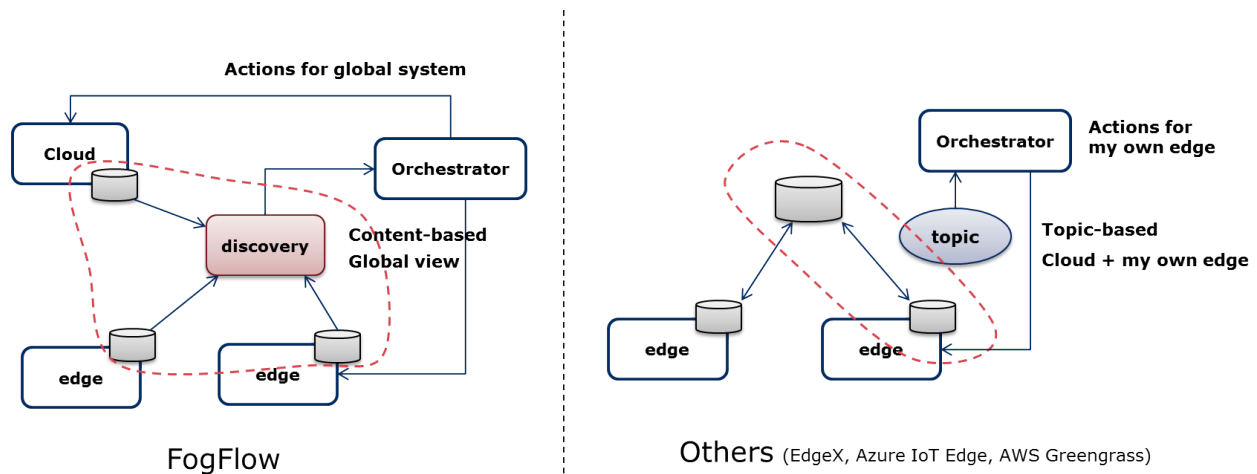 Actions for global system
Cloud
Orchestrator
discovery
Content-based
Global view
edge
edge
FogFlow
Orchestrator
Actions for
my own edge
topic
Topic-based
Cloud + my own edge
edge
edge
Others (EdgeX, Azure IoT Edge, AWS Greengrass)